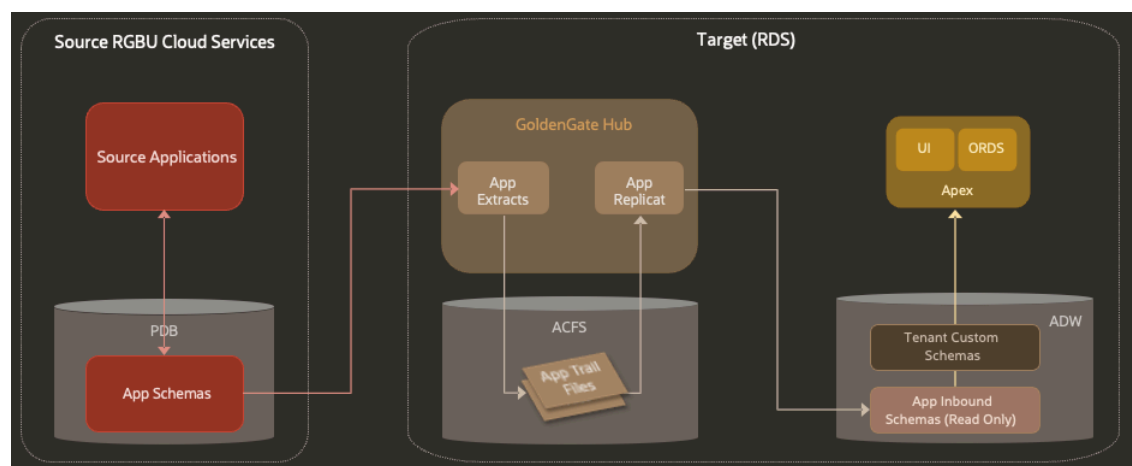 Source RGBU Cloud Services
Source Applications
PDB
App Schemas
Target (RDS)
GoldenGate Hub
App
Extracts
App
Replicat
ACFS
App Trail
Files
UI
ORDS
Apex
ADW
Tenant Custom
Schemas
App Inbound
Schemas (Read Only)